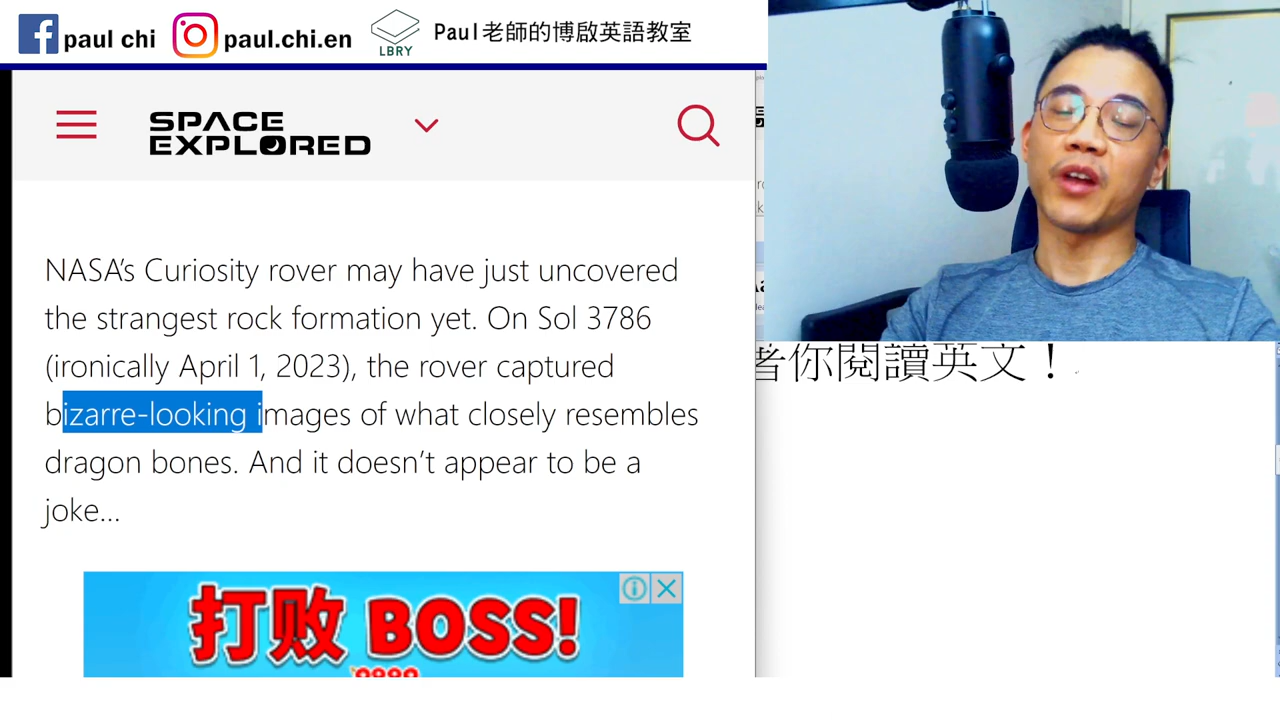 paul chi
paul.chi.en
LBRY
Paul老師的博啟英語教室
SPACE
EXPLORED
NASA's Curiosity rover may have just uncovered
the strangest rock formation yet. On Sol 3786
(ironically April 1, 2023), the rover captured
bizarre-looking images of what closely resembles
dragon bones. And it doesn't appear to be a
joke...
打败 BOSS!
者你閱讀英文！